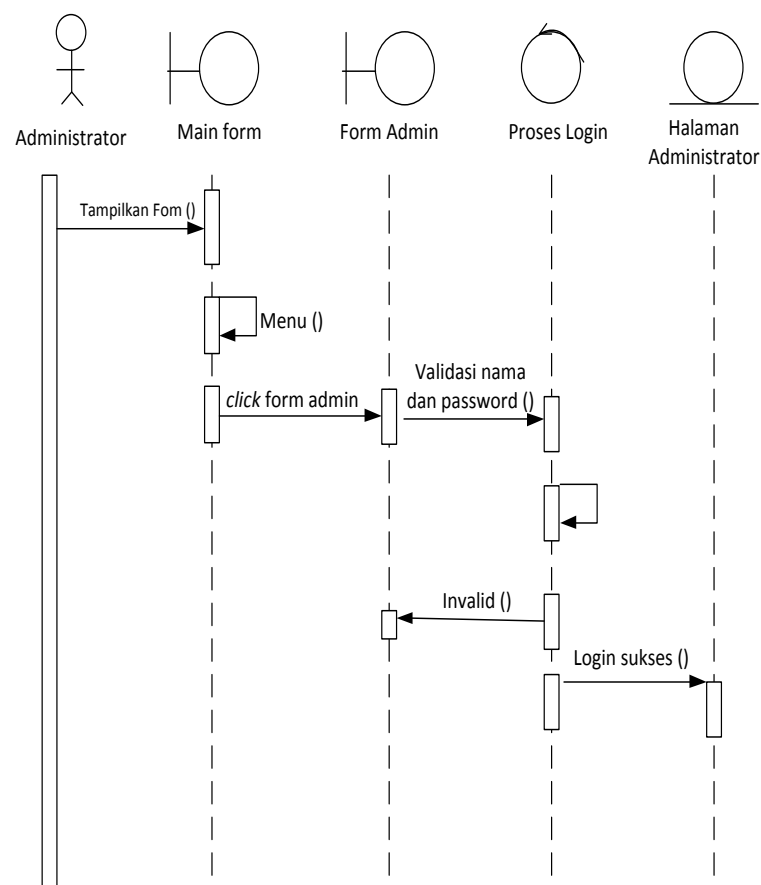 Administrator
Main form
Form Admin
Proses Login
Halaman
Administrator
Tampilkan Fom ()
Menu ()
click form admin
Validasi nama
dan password ()
Invalid ()
Login sukses ()